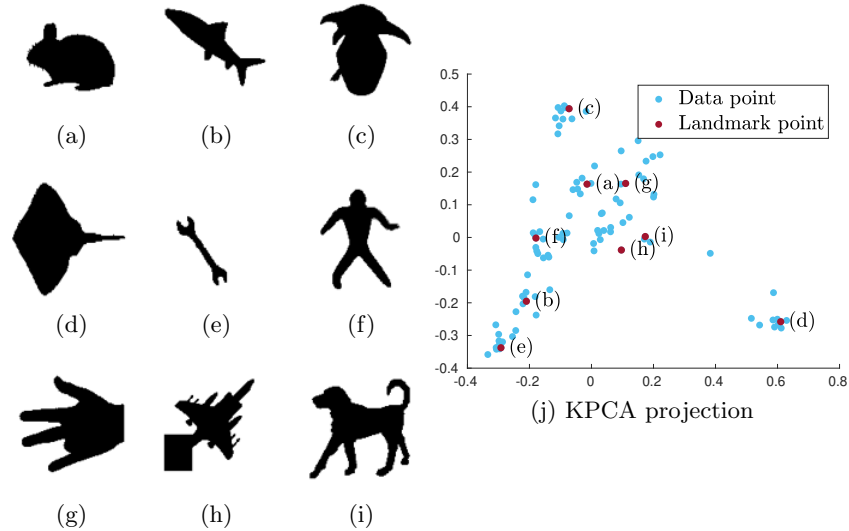 (a)
(b)
(c)
(d)
(e)
(f)
(g)
(h)
(i)
0.5
0.4
0.3
0.2
0.1
0
-0.1
-0.2
-0.3
-0.4
-0.4
-0.2
0
0.2
0.4
0.6
0.8
Data point
Landmark point
(c)
(a)
(g)
(f)
(i)
(h)
(b)
(d)
(e)
(j) KPCA projection